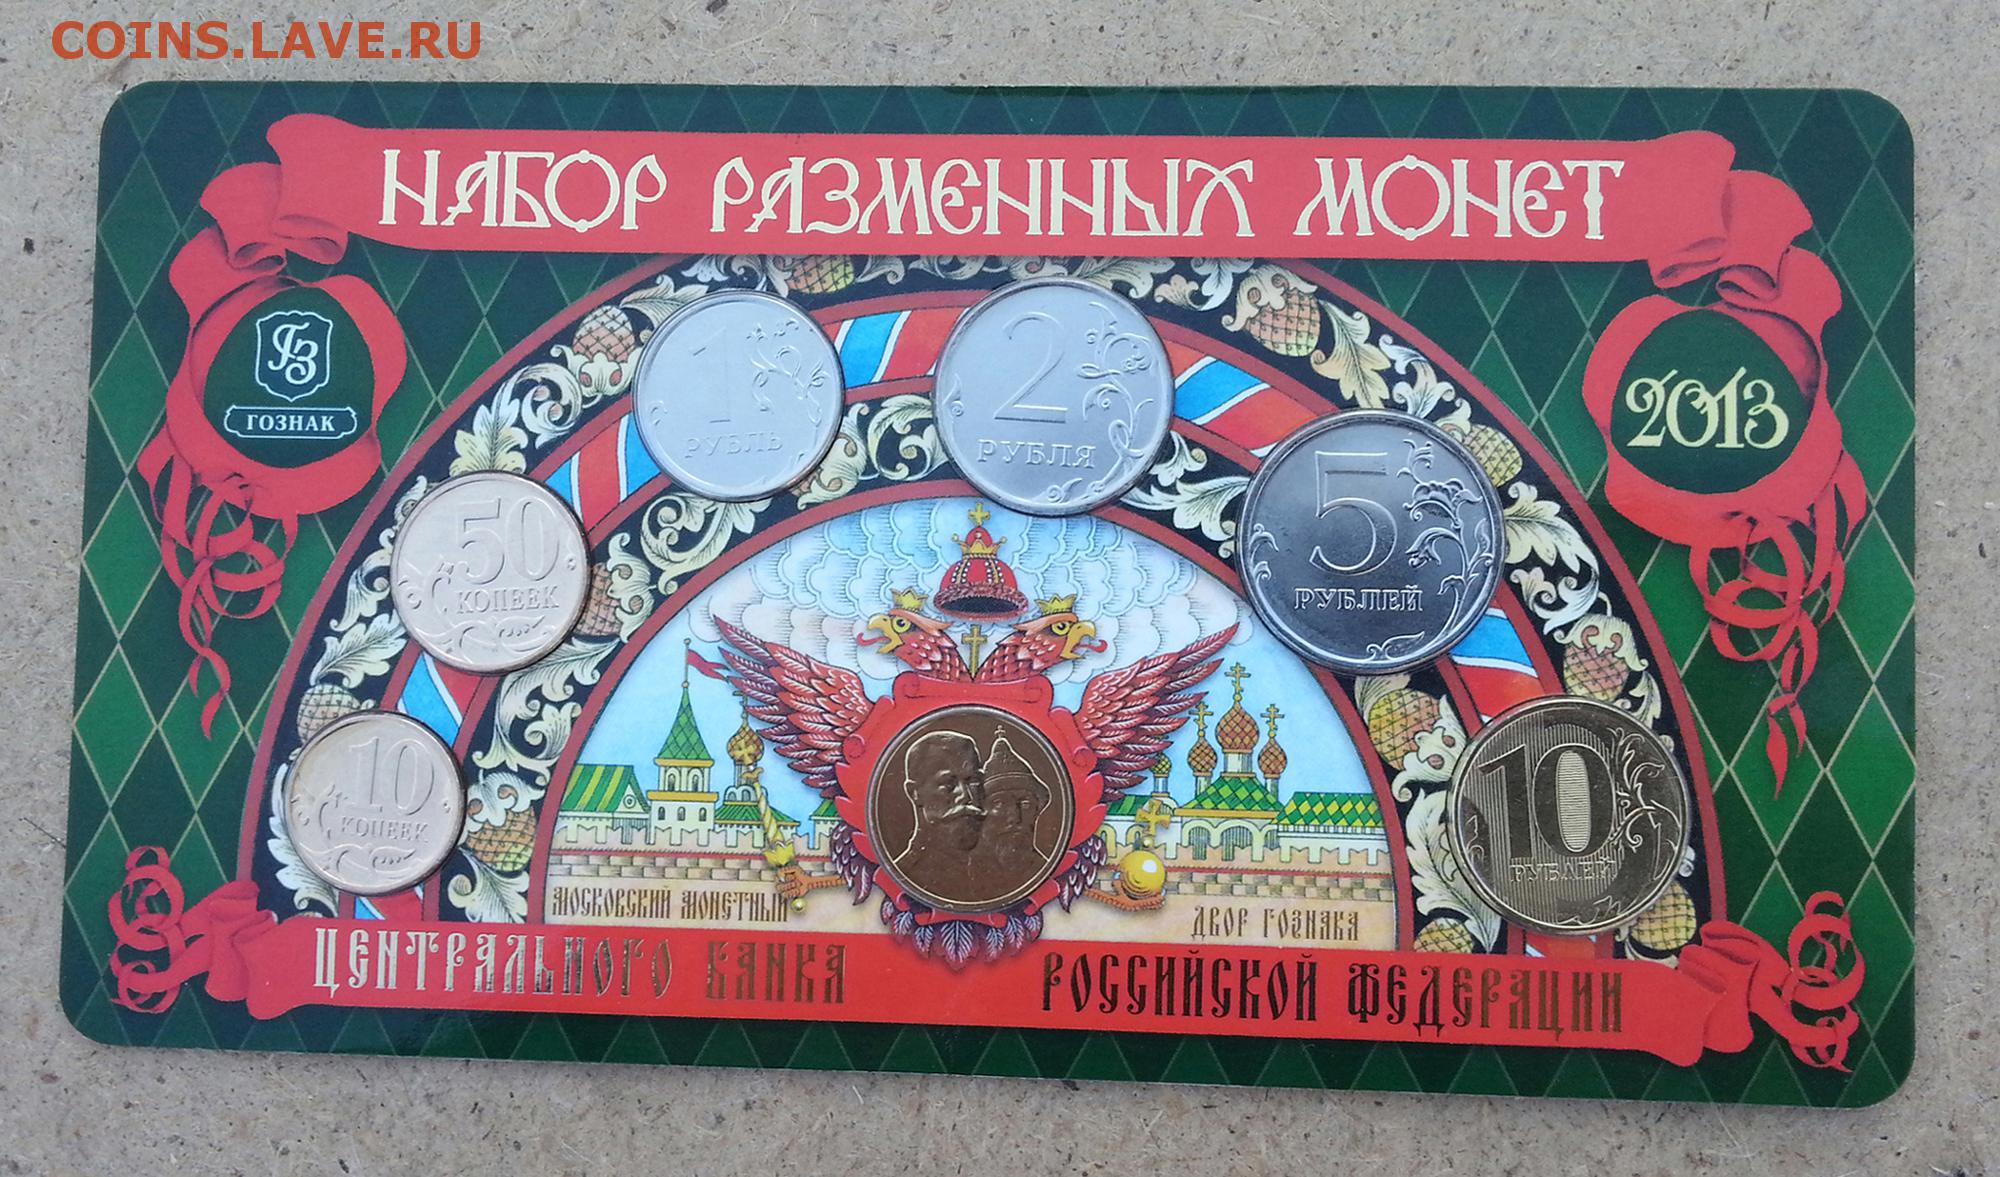 COINS.LAVE.RU
НАБОР РАЗМЕННЫХ МОНЕТ
ГЗ
ГОЗНАК
2013
1
РУБЛЬ
2
РУБЛЯ
5
РУБЛЕЙ
50
КОПЕЕК
10
КОПЕЕК
10
РУБЛЕЙ
МОСКОВСКИЙ МОНЕТНЫЙ
ДВОР ГОЗНАКА
ЦЕНТРАЛЬНОГО БАНКА
РОССИЙСКОЙ ФЕДЕРАЦИИ